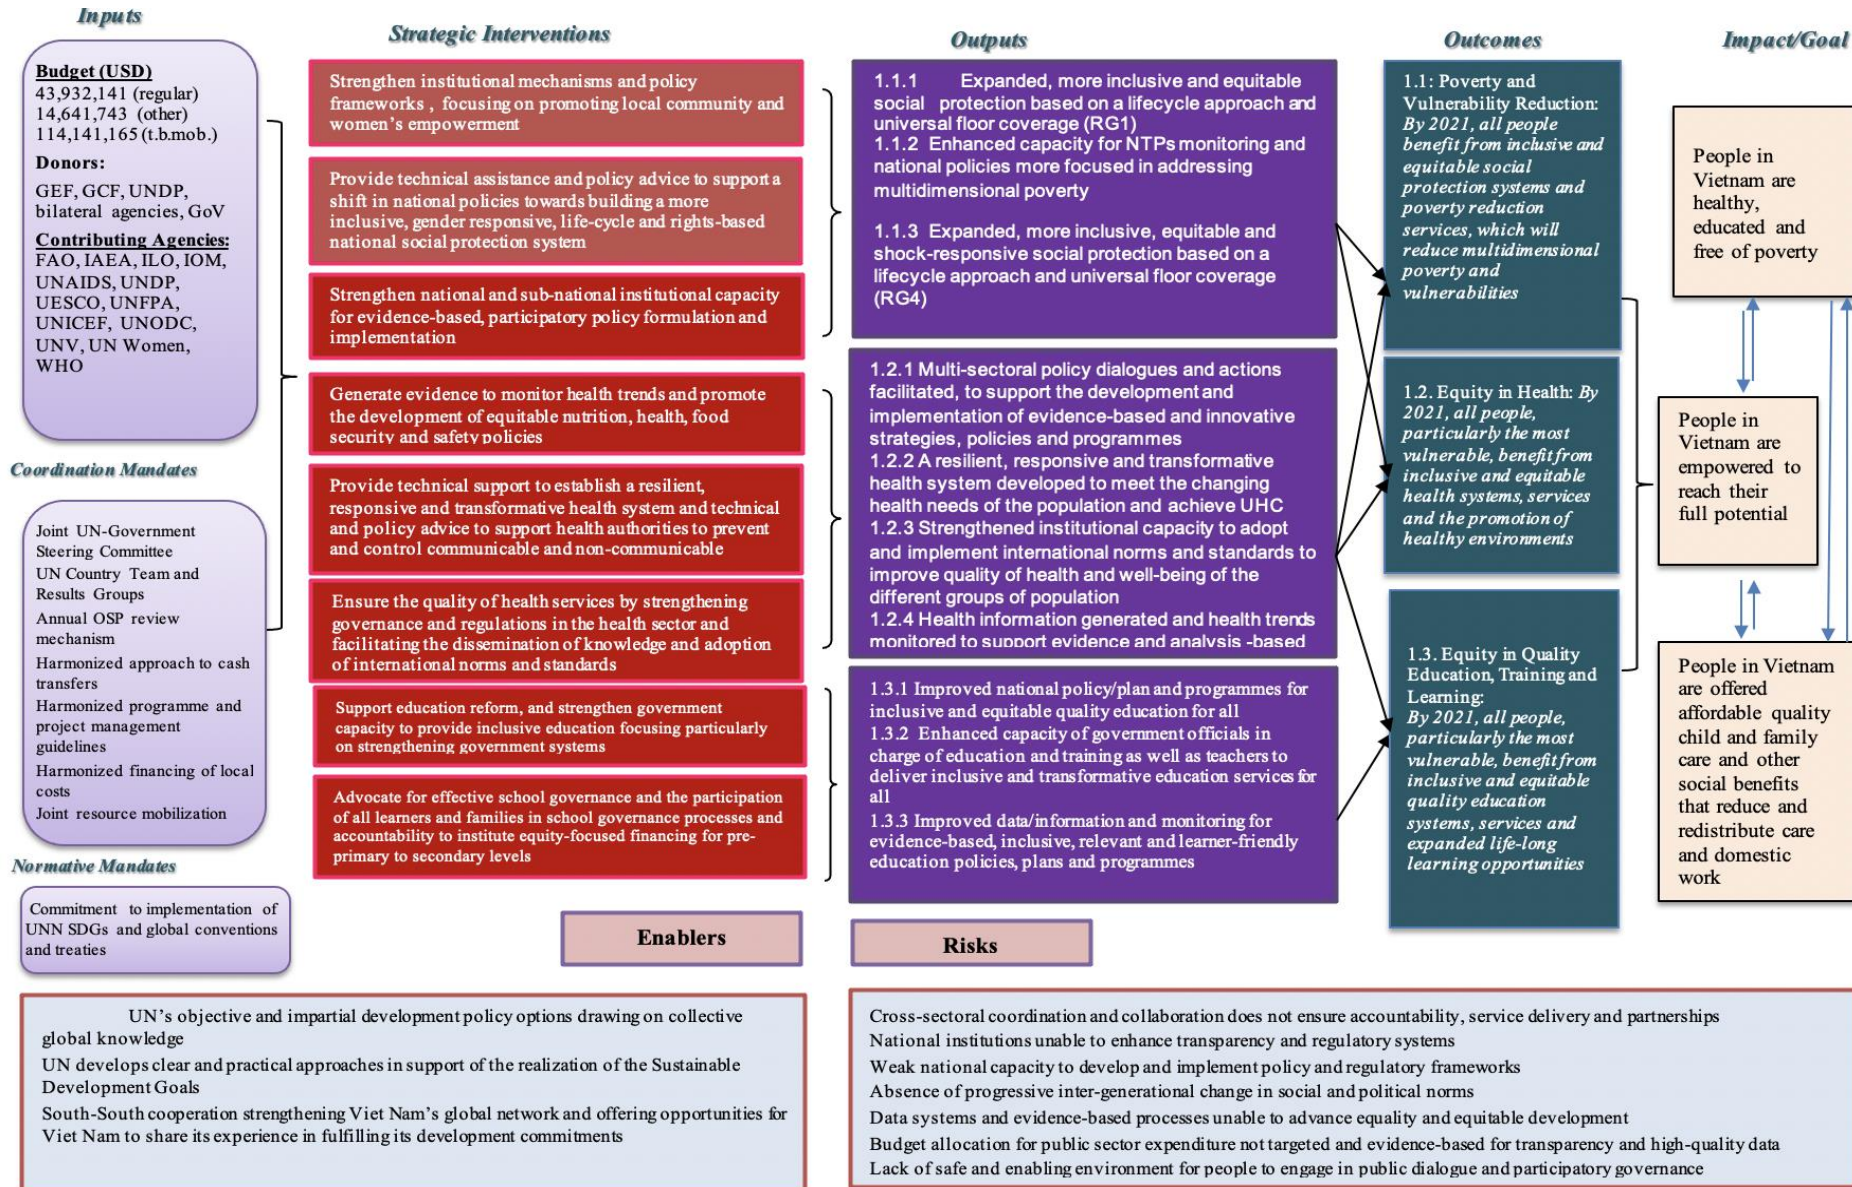 Inputs
Budget (USD)
43,932,141 (regular)
14,641,743 (other)
114,141,165 (t.b.mob.)
Donors:
GEF, GCF, UNDP,
bilateral agencies, GoV
Contributing Agencies:
FAO, IAEA, ILO, IOM,
UNAIDS, UNDP,
UESCO, UNFPA,
UNICEF, UNODC,
UNV, UN Women,
WHO
Coordination Mandates
Joint UN-Government
Steering Committee
UN Country Team and
Results Groups
Annual OSP review
mechanism
Harmonized approach to cash
transfers
Harmonized programme and
project management
guidelines
Harmonized financing of local
costs
Joint resource mobilization
Normative Mandates
Commitment to implementation of
UNN SDGs and global conventions
and treaties
Strategic Interventions
Strengthen institutional mechanisms and policy
frameworks , focusing on promoting local community and
women's empowerment
Provide technical assistance and policy advice to support a
shift in national policies towards building a more
inclusive, gender responsive, life-cycle and rights-based
national social protection system
Strengthen national and sub-national institutional capacity
for evidence-based, participatory policy formulation and
implementation
Generate evidence to monitor health trends and promote
the development of equitable nutrition, health, food
security and safety policies
Provide technical support to establish a resilient,
responsive and transformative health system and technical
and policy advice to support health authorities to prevent
and control communicable and non-communicable
Ensure the quality of health services by strengthening
governance and regulations in the health sector and
facilitating the dissemination of knowledge and adoption
of international norms and standards
Support education reform, and strengthen government
capacity to provide inclusive education focusing particularly
on strengthening government systems
Advocate for effective school governance and the participation
of all learners and families in school governance processes and
accountability to institute equity-focused financing for pre-
primary to secondary levels
Outputs
1.1.1 Expanded, more inclusive and equitable
social protection based on a lifecycle approach and
universal floor coverage (RG1)
1.1.2 Enhanced capacity for NTPs monitoring and
national policies more focused in addressing
multidimensional poverty
1.1.3 Expanded, more inclusive, equitable and
shock-responsive social protection based on a
lifecycle approach and universal floor coverage
(RG4)
1.2.1 Multi-sectoral policy dialogues and actions
facilitated, to support the development and
implementation of evidence-based and innovative
strategies, policies and programmes
1.2.2 A resilient, responsive and transformative
health system developed to meet the changing
health needs of the population and achieve UHC
1.2.3 Strengthened institutional capacity to adopt
and implement international norms and standards to
improve quality of health and well-being of the
different groups of population
1.2.4 Health information generated and health trends
monitored to support evidence and analysis -based
1.3.1 Improved national policy/plan and programmes for
inclusive and equitable quality education for all
1.3.2 Enhanced capacity of government officials in
charge of education and training as well as teachers to
deliver inclusive and transformative education services for
all
1.3.3 Improved data/information and monitoring for
evidence-based, inclusive, relevant and learner-friendly
education policies, plans and programmes
Outcomes
1.1: Poverty and
Vulnerability Reduction:
By 2021, all people
benefit from inclusive and
equitable social
protection systems and
poverty reduction
services, which will
reduce multidimensional
poverty and
vulnerabilities
1.2. Equity in Health: By
2021, all people,
particularly the most
vulnerable, benefit from
inclusive and equitable
health systems, services
and the promotion of
healthy environments
1.3. Equity in Quality
Education, Training and
Learning:
By 2021, all people,
particularly the most
vulnerable, benefit from
inclusive and equitable
quality education
systems, services and
expanded life-long
learning opportunities
Impact/Goal
People in
Vietnam are
healthy,
educated and
free of poverty
People in
Vietnam are
empowered to
reach their
full potential
People in Vietnam
are offered
affordable quality
child and family
care and other
social benefits
that reduce and
redistribute care
and domestic
work
Enablers
UN's objective and impartial development policy options drawing on collective
global knowledge
UN develops clear and practical approaches in support of the realization of the Sustainable
Development Goals
South-South cooperation strengthening Viet Nam's global network and offering opportunities for
Viet Nam to share its experience in fulfilling its development commitments
Risks
Cross-sectoral coordination and collaboration does not ensure accountability, service delivery and partnerships
National institutions unable to enhance transparency and regulatory systems
Weak national capacity to develop and implement policy and regulatory frameworks
Absence of progressive inter-generational change in social and political norms
Data systems and evidence-based processes unable to advance equality and equitable development
Budget allocation for public sector expenditure not targeted and evidence-based for transparency and high-quality data
Lack of safe and enabling environment for people to engage in public dialogue and participatory governance